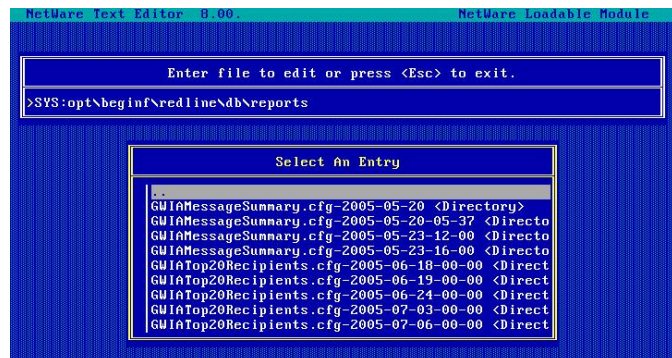 NetWare Text Editor 8.00. NetWare Loadable Module
Enter file to edit or press <Esc> to exit.
>SYS:opt\beginf\redline\db\reports
Select An Entry
..
GWIAMessageSummary.cfg-2005-05-20 <Directory>
GWIAMessageSummary.cfg-2005-05-20-05-37 <Directo
GWIAMessageSummary.cfg-2005-05-23-12-00 <Directo
GWIAMessageSummary.cfg-2005-05-23-16-00 <Directo
GWIATop20Recipients.cfg-2005-06-18-00-00 <Direct
GWIATop20Recipients.cfg-2005-06-19-00-00 <Direct
GWIATop20Recipients.cfg-2005-06-24-00-00 <Direct
GWIATop20Recipients.cfg-2005-07-03-00-00 <Direct
GWIATop20Recipients.cfg-2005-07-06-00-00 <Direct